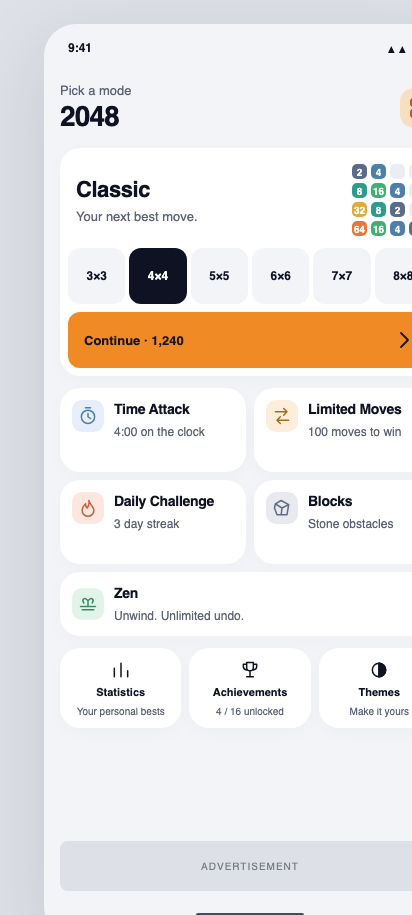 9:41
Pick a mode
2048
Classic
Your next best move.
2 4
8 16 4
32 8 2
64 16 4
3×3 4×4 5×5 6×6 7×7 8×8
Continue · 1,240
Time Attack
4:00 on the clock
Limited Moves
100 moves to win
Daily Challenge
3 day streak
Blocks
Stone obstacles
Zen
Unwind. Unlimited undo.
Statistics
Your personal bests
Achievements
4 / 16 unlocked
Themes
Make it yours
ADVERTISEMENT